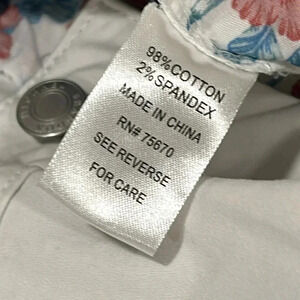 98% COTTON
2% SPANDEX
MADE IN CHINA
RN# 75670
SEE REVERSE
FOR CARE